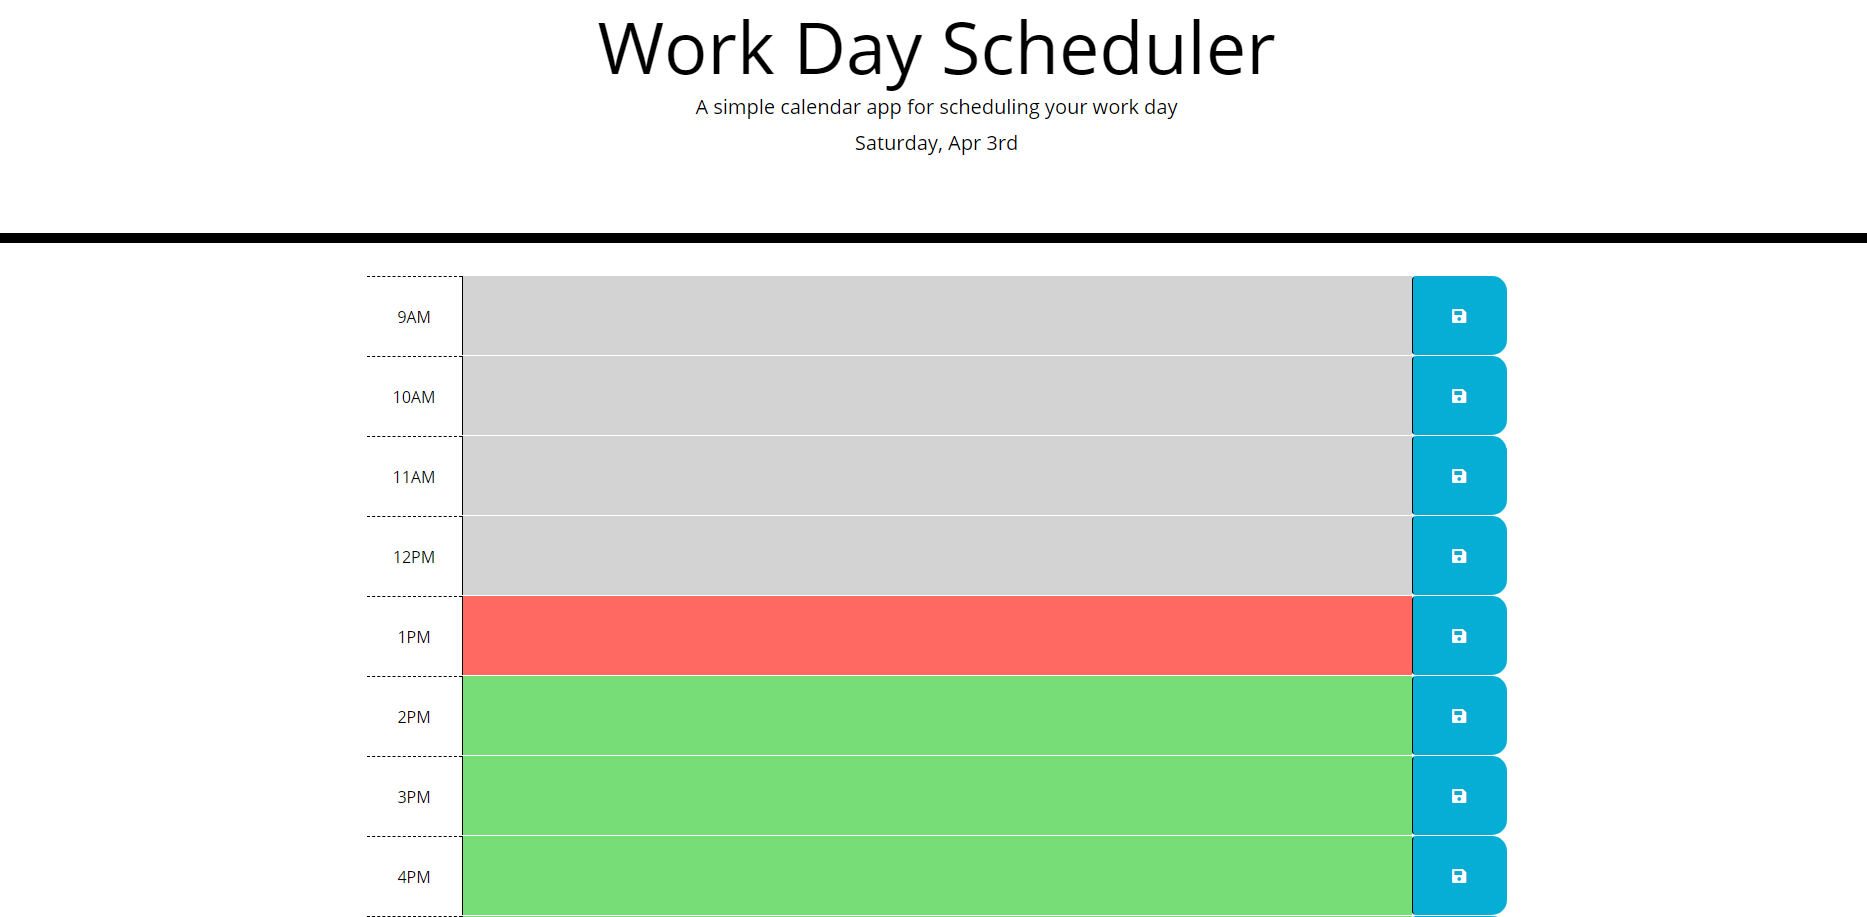 Work Day Scheduler
A simple calendar app for scheduling your work day
Saturday, Apr 3rd
9AM
10AM
11AM
12PM
1PM
2PM
3PM
4PM